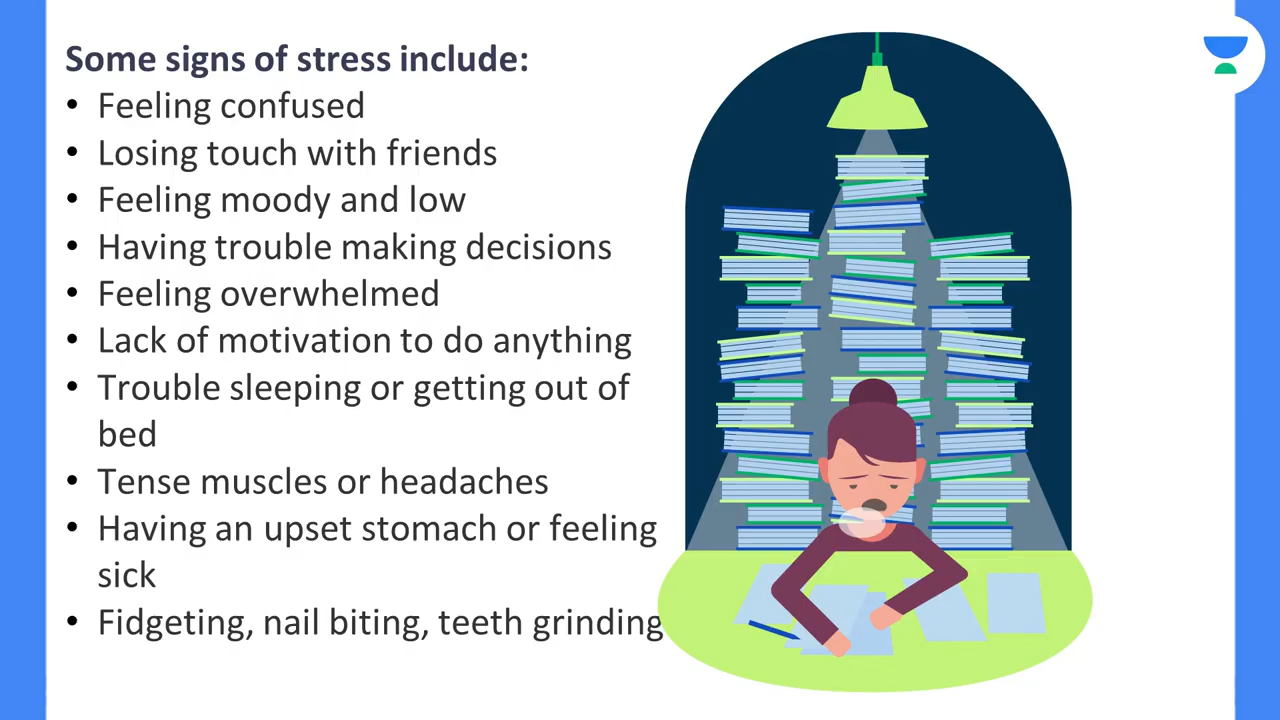 Some signs of stress include:
• Feeling confused
• Losing touch with friends
• Feeling moody and low
• Having trouble making decisions
• Feeling overwhelmed
• Lack of motivation to do anything
• Trouble sleeping or getting out of
bed
• Tense muscles or headaches
• Having an upset stomach or feeling
sick
• Fidgeting, nail biting, teeth grinding